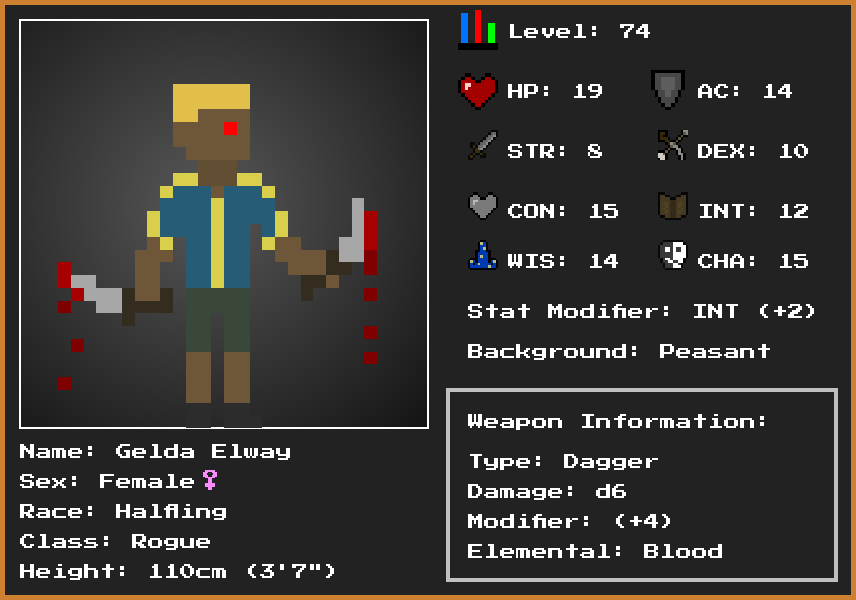 Level: 74
HP: 19 AC: 14
STR: 8 DEX: 10
CON: 15 INT: 12
WIS: 14 CHA: 15
Stat Modifier: INT (+2)
Background: Peasant
Weapon Information:
Type: Dagger
Damage: d6
Modifier: (+4)
Elemental: Blood
Name: Gelda Elway
Sex: Female♀
Race: Halfling
Class: Rogue
Height: 110cm (3'7")